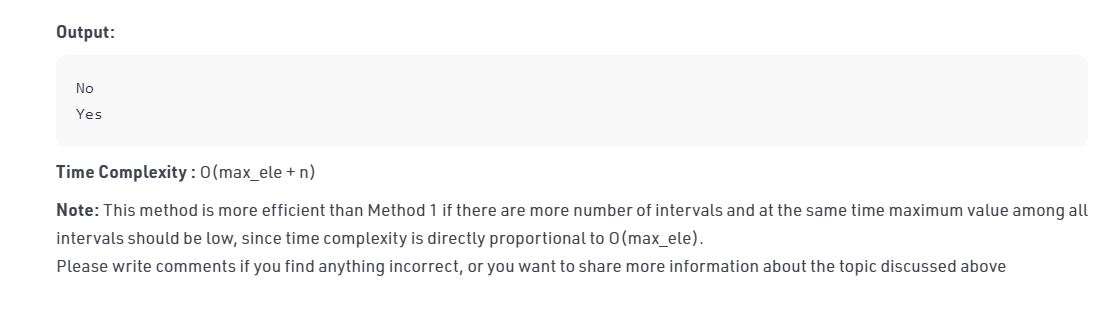 Output:
No
Yes
Time Complexity : O(max_ele + n)
Note: This method is more efficient than Method 1 if there are more number of intervals and at the same time maximum value among all
intervals should be low, since time complexity is directly proportional to O(max_ele).
Please write comments if you find anything incorrect, or you want to share more information about the topic discussed above